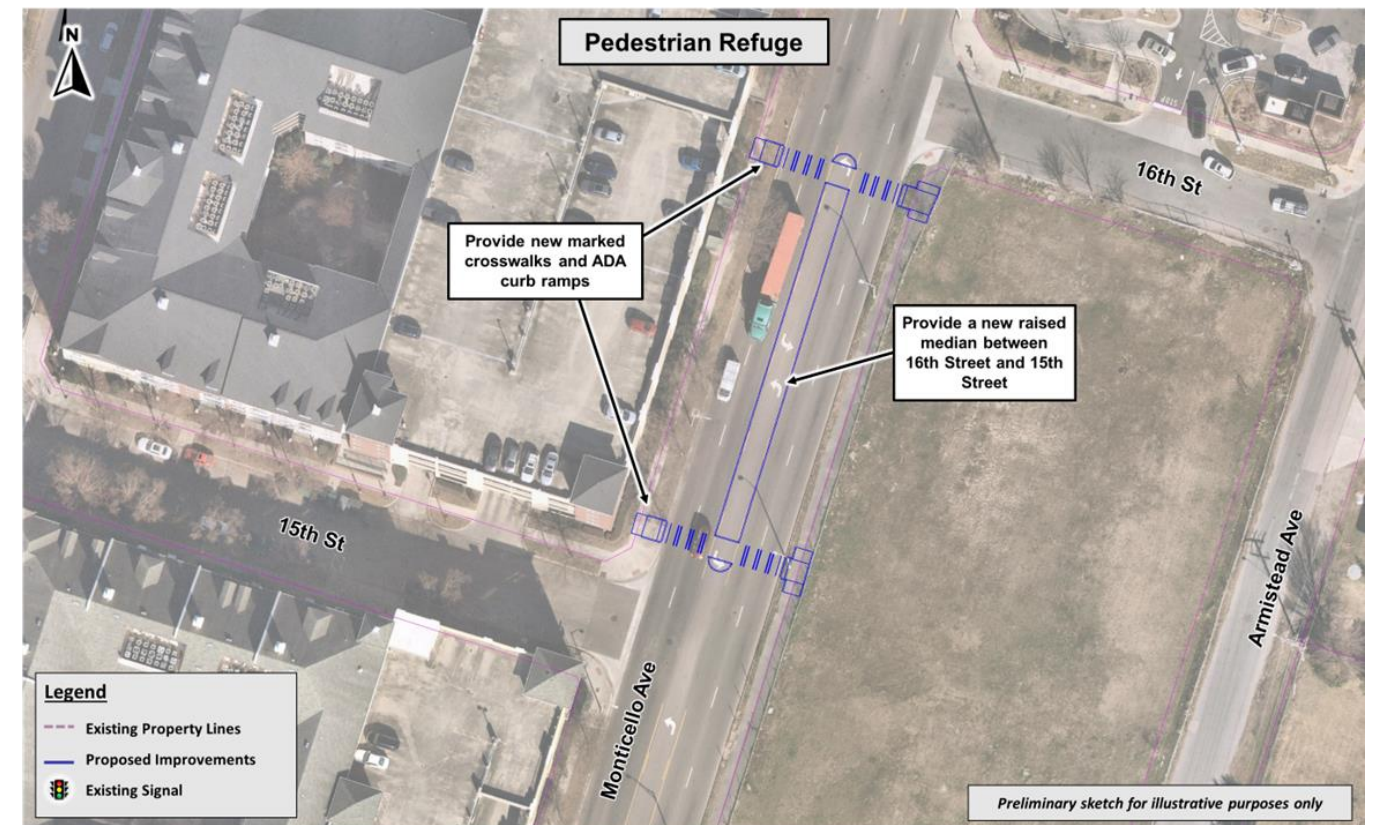 N
Pedestrian Refuge
16th St
Provide new marked
crosswalks and ADA
curb ramps
Provide a new raised
median between
16th Street and 15th
Street
15th St
Armistead Ave
Monticello Ave
Legend
Existing Property Lines
Proposed Improvements
Existing Signal
Preliminary sketch for illustrative purposes only
STOP